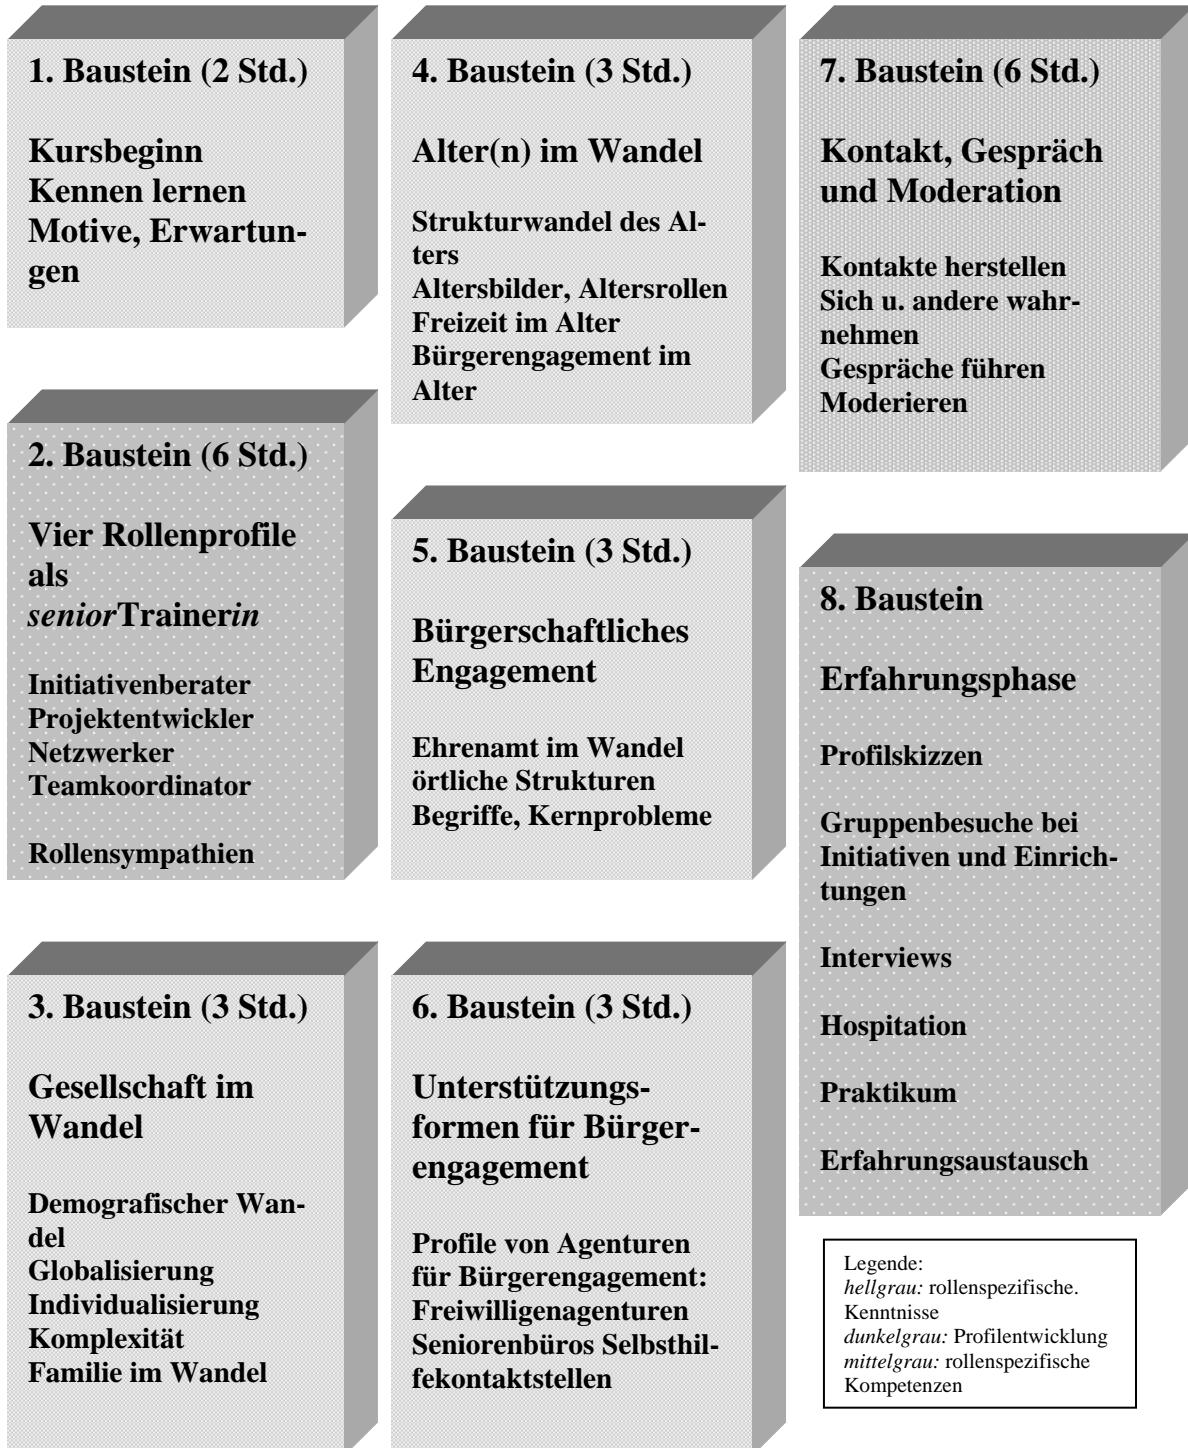 1. Baustein (2 Std.)
Kursbeginn
Kennen lernen
Motive, Erwartun-
gen
2. Baustein (6 Std.)
Vier Rollenprofile
als
seniorTrainerin
Initiativenberater
Projektentwickler
Netzwerker
Teamkoordinator
Rollensympathien
3. Baustein (3 Std.)
Gesellschaft im
Wandel
Demografischer Wan-
del
Globalisierung
Individualisierung
Komplexität
Familie im Wandel
4. Baustein (3 Std.)
Alter(n) im Wandel
Strukturwandel des Al-
ters
Altersbilder, Altersrollen
Freizeit im Alter
Bürgerengagement im
Alter
5. Baustein (3 Std.)
Bürgerschaftliches
Engagement
Ehrenamt im Wandel
örtliche Strukturen
Begriffe, Kernprobleme
6. Baustein (3 Std.)
Unterstützungs-
formen für Bürger-
engagement
Profile von Agenturen
für Bürgerengagement:
Freiwilligenagenturen
Seniorenbüros Selbsthil-
fekontaktstellen
7. Baustein (6 Std.)
Kontakt, Gespräch
und Moderation
Kontakte herstellen
Sich u. andere wahr-
nehmen
Gespräche führen
Moderieren
8. Baustein
Erfahrungsphase
Profilskizzen
Gruppenbesuche bei
Initiativen und Einrich-
tungen
Interviews
Hospitation
Praktikum
Erfahrungsaustausch
Legende:
hellgrau: rollenspezifische.
Kenntnisse
dunkelgrau: Profilentwicklung
mittelgrau: rollenspezifische
Kompetenzen